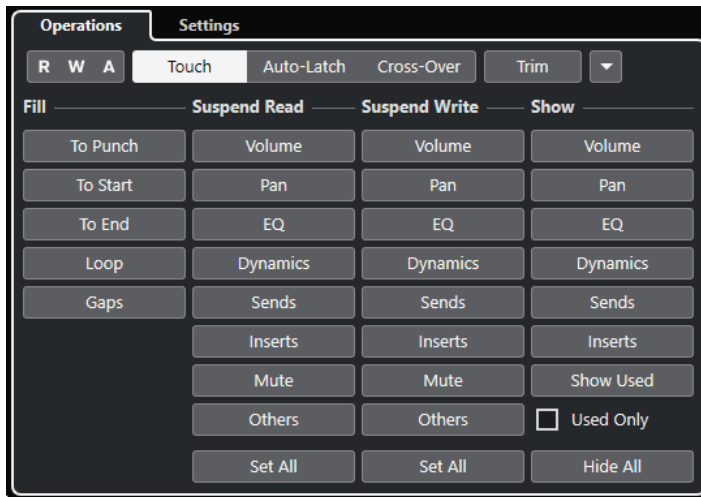 Operations Settings
R W A Touch Auto-Latch Cross-Over Trim
Fill Suspend Read Suspend Write Show
To Punch Volume Volume Volume
To Start Pan Pan Pan
To End EQ EQ EQ
Loop Dynamics Dynamics Dynamics
Gaps Sends Sends Sends
Inserts Inserts Inserts
Mute Mute Show Used
Others Others Used Only
Set All Set All Hide All